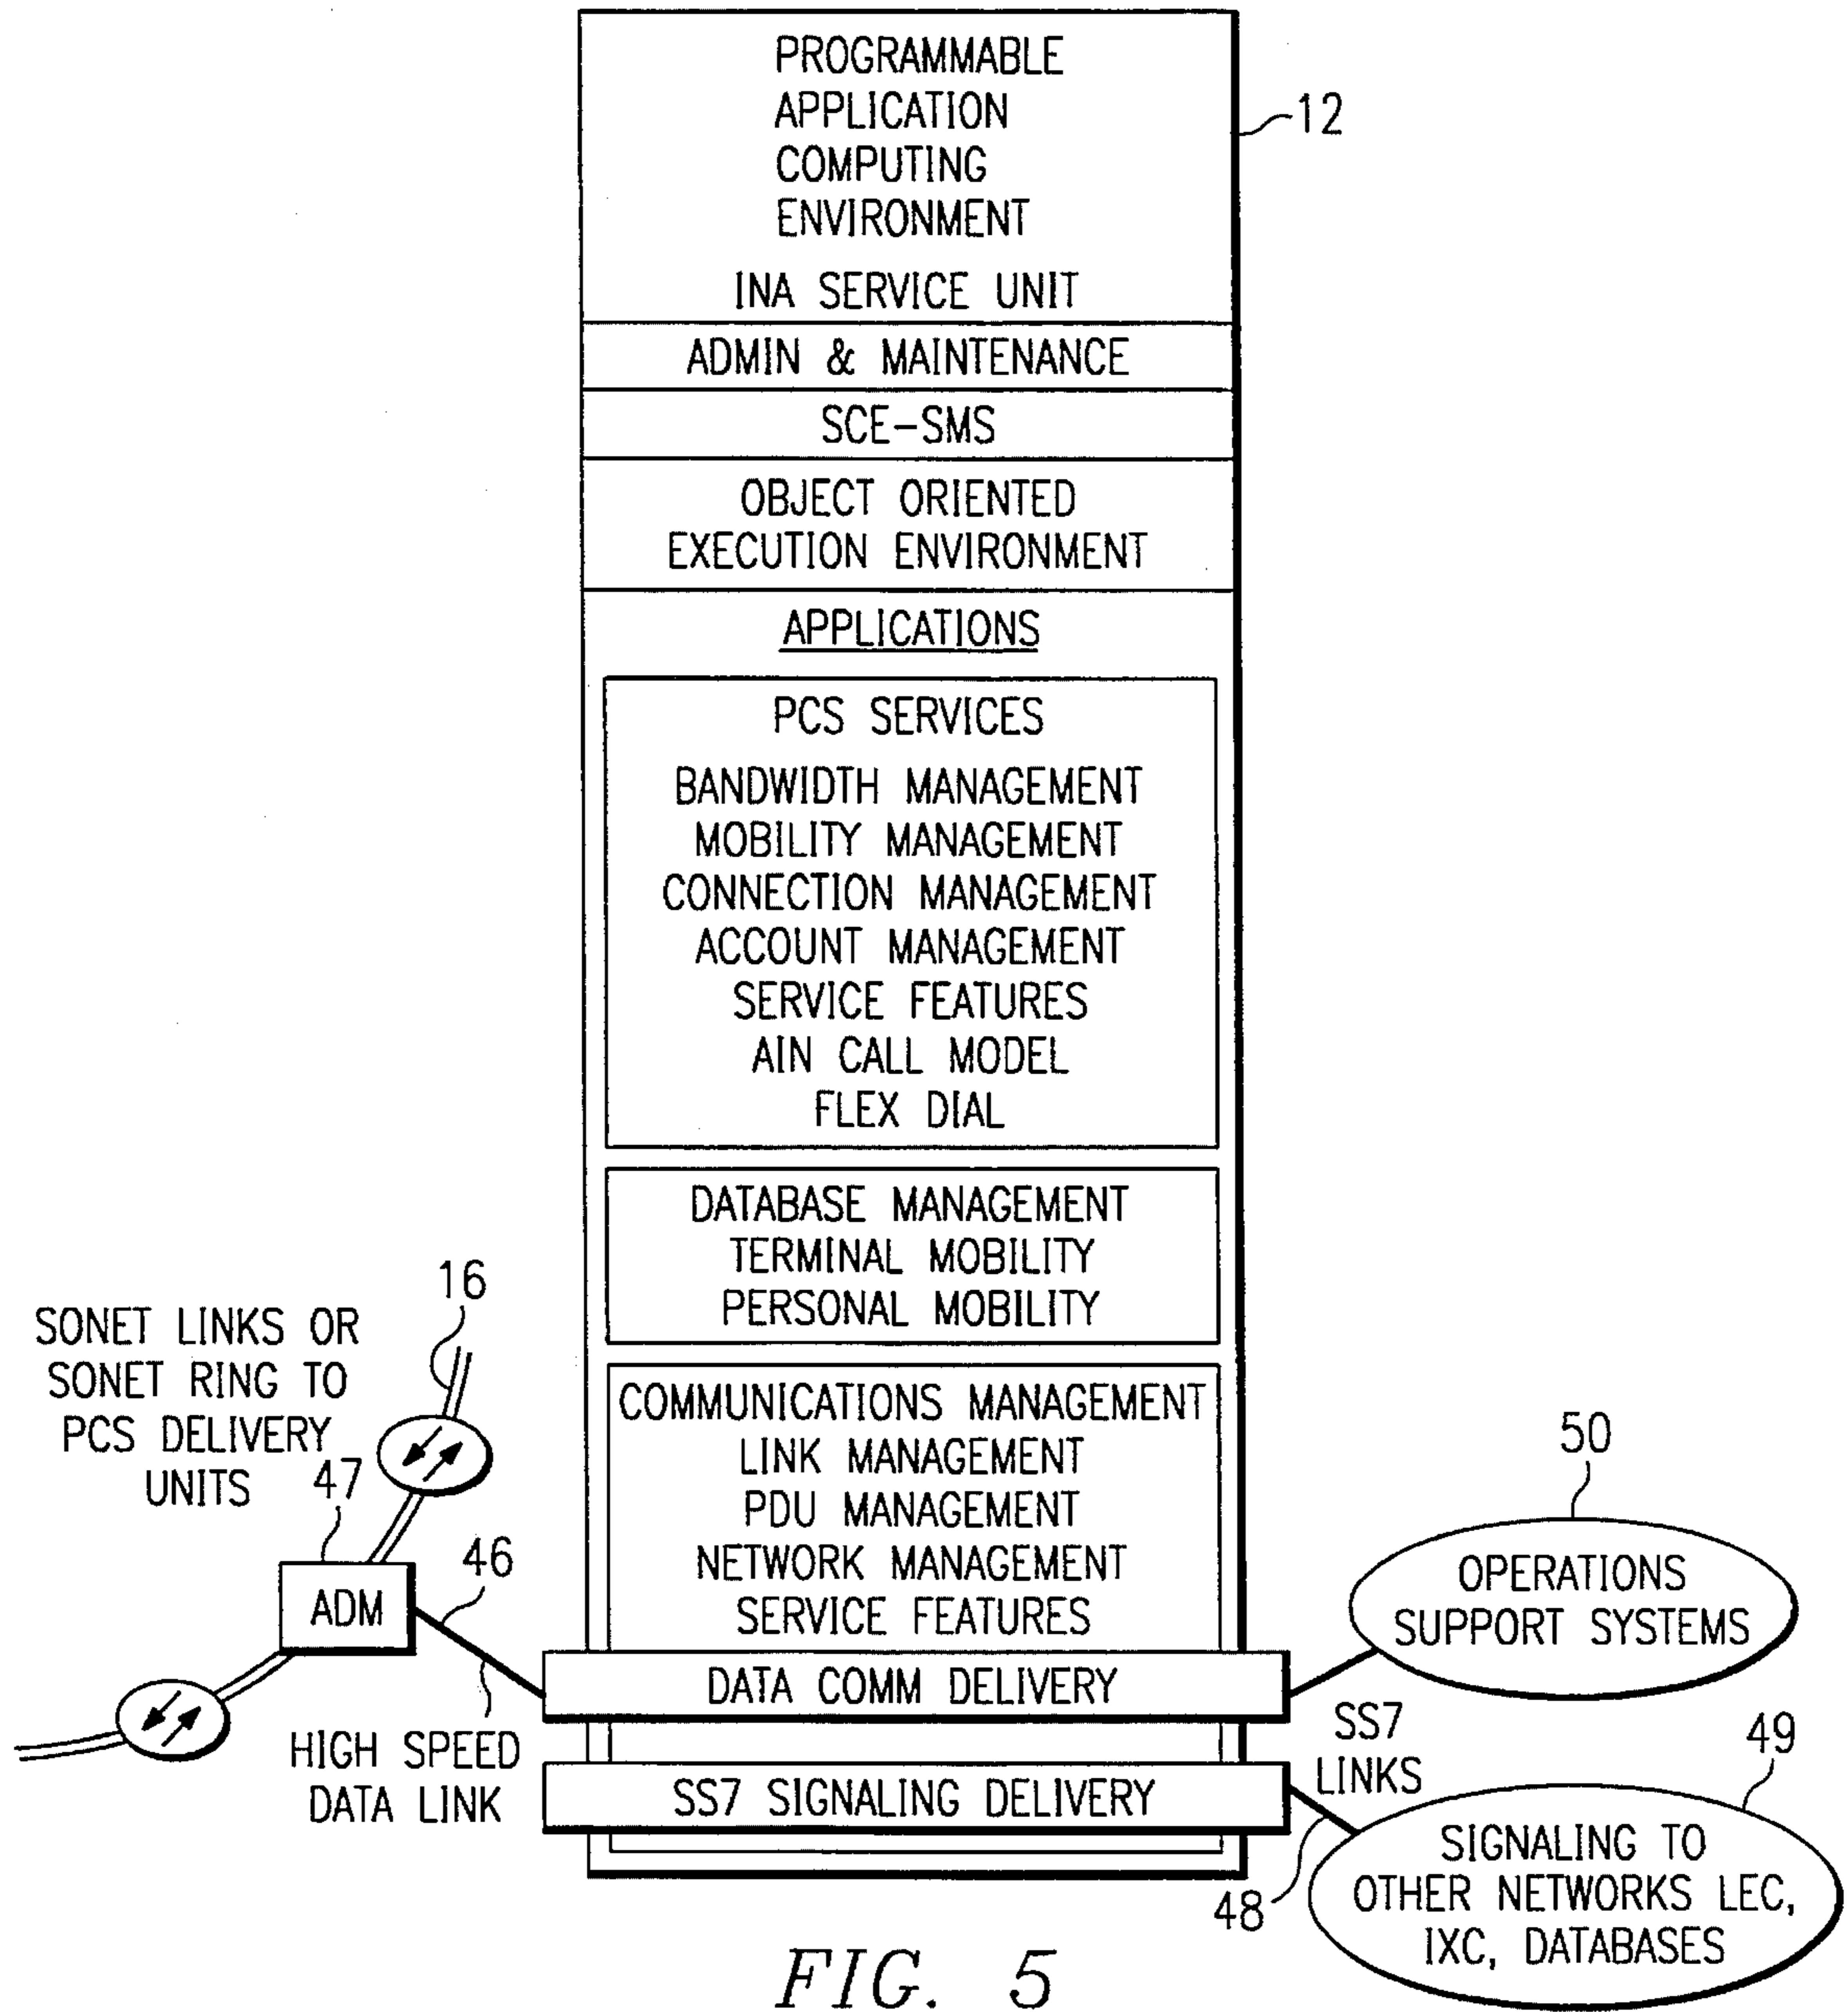 PROGRAMMABLE
APPLICATION
COMPUTING
ENVIRONMENT
INA SERVICE UNIT
12
ADMIN & MAINTENANCE
SCE-SMS
OBJECT ORIENTED
EXECUTION ENVIRONMENT
APPLICATIONS
PCS SERVICES
BANDWIDTH MANAGEMENT
MOBILITY MANAGEMENT
CONNECTION MANAGEMENT
ACCOUNT MANAGEMENT
SERVICE FEATURES
AIN CALL MODEL
FLEX DIAL
DATABASE MANAGEMENT
TERMINAL MOBILITY
PERSONAL MOBILITY
COMMUNICATIONS MANAGEMENT
LINK MANAGEMENT
PDU MANAGEMENT
NETWORK MANAGEMENT
SERVICE FEATURES
DATA COMM DELIVERY
SS7 SIGNALING DELIVERY
16
SONET LINKS OR
SONET RING TO
PCS DELIVERY
UNITS
47
ADM
46
HIGH SPEED
DATA LINK
50
OPERATIONS
SUPPORT SYSTEMS
SS7
LINKS
49
48
SIGNALING TO
OTHER NETWORKS LEC,
IXC, DATABASES
FIG. 5